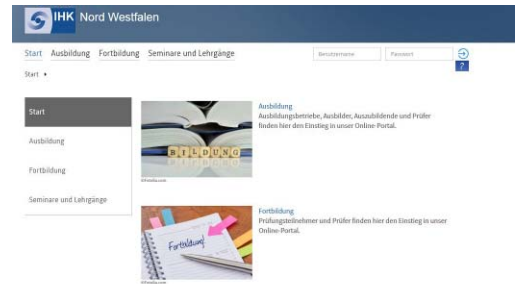 IHK Nord Westfalen
Start Ausbildung Fortbildung Seminare und Lehrgänge
Benutzername Passwort
?
Start
Start
Ausbildung
Fortbildung
Seminare und Lehrgänge
BILDUNG
Ausbildung
Ausbildungsbetriebe, Ausbilder, Auszubildende und Prüfer
finden hier den Einstieg in unser Online-Portal.
Fortbildung!
Fortbildung
Prüfungsteilnehmer und Prüfer finden hier den Einstieg in unser
Online-Portal.